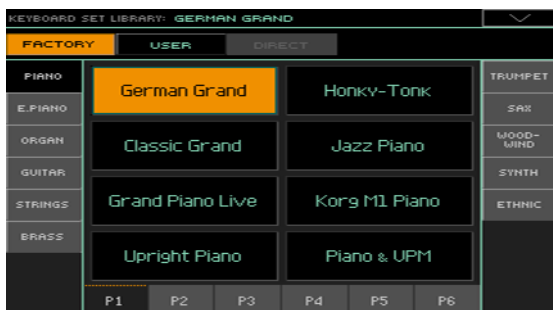 KEYBOARD SET LIBRARY: GERMAN GRAND
FACTORY USER DIRECT
PIANO
E.PIANO
ORGAN
GUITAR
STRINGS
BRASS
German Grand Honky-Tonk
Classic Grand Jazz Piano
Grand Piano Live Korg M1 Piano
Upright Piano Piano & UPM
TRUMPET
SAX
WOOD-
WIND
SYNTH
ETHNIC
P1 P2 P3 P4 P5 P6